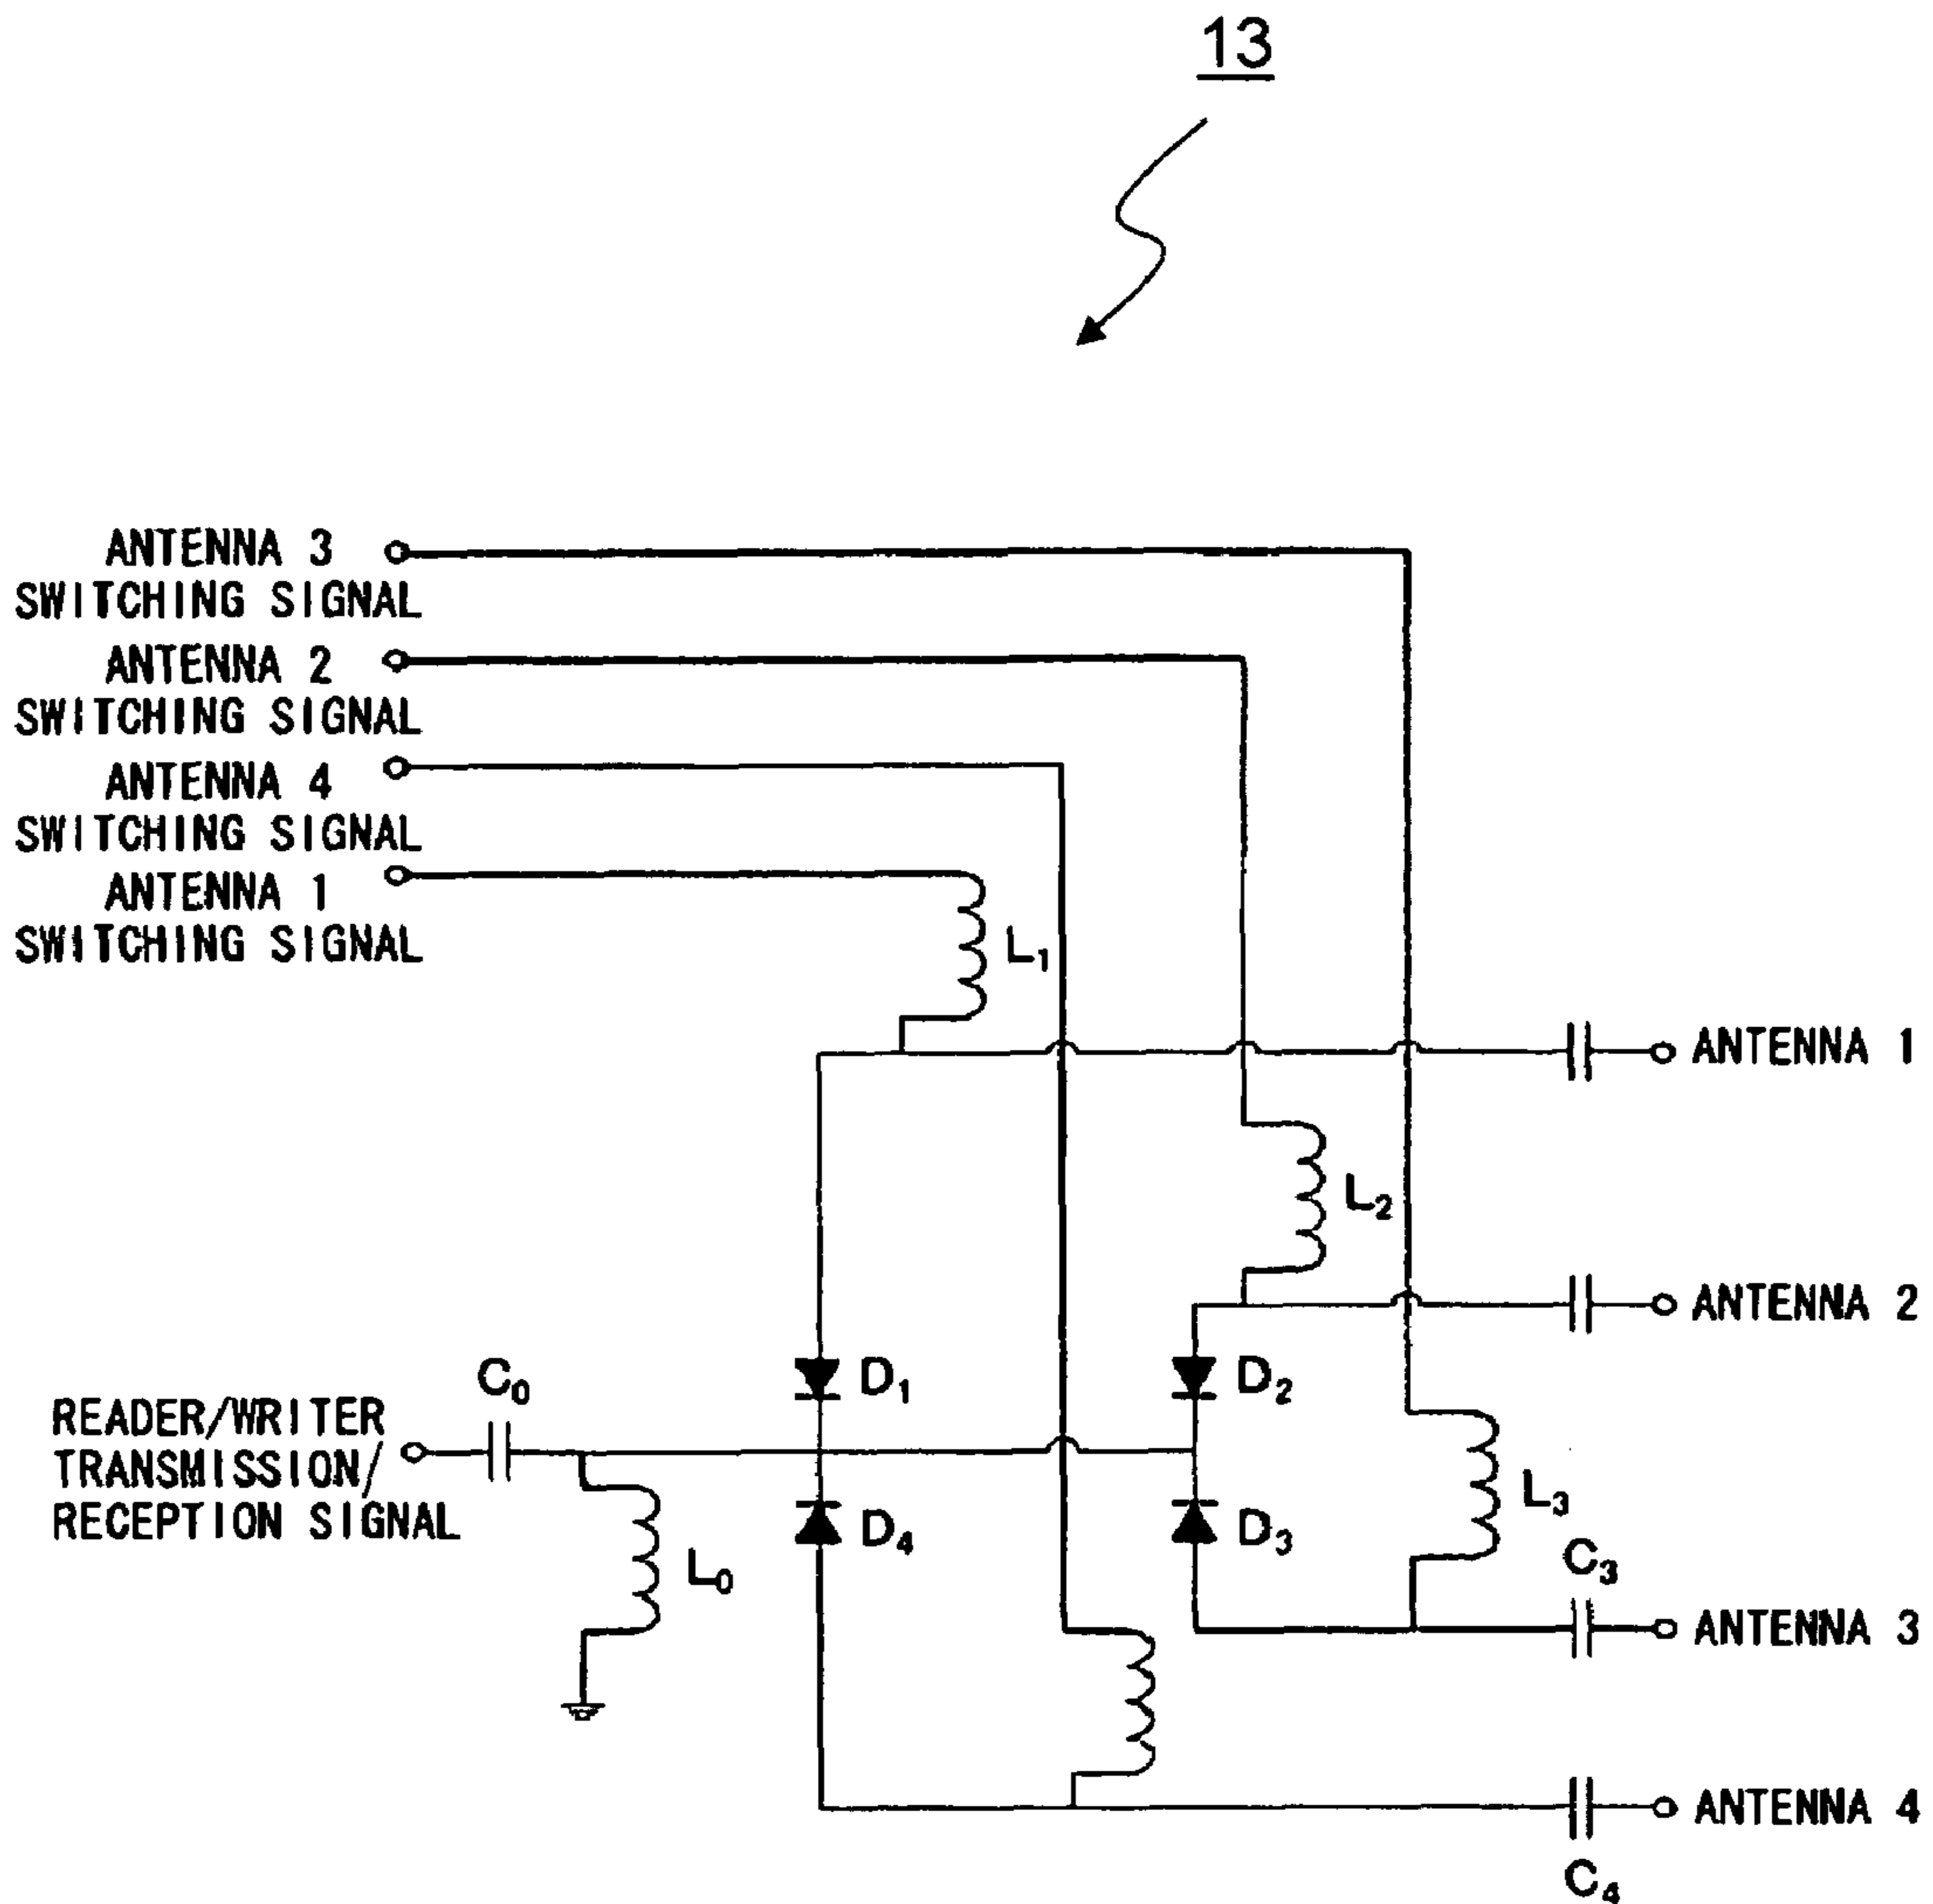 13
ANTENNA 3
SWITCHING SIGNAL
ANTENNA 2
SWITCHING SIGNAL
ANTENNA 4
SWITCHING SIGNAL
ANTENNA 1
SWITCHING SIGNAL
L1
ANTENNA 1
L2
ANTENNA 2
C0
D1
D2
READER/WRITER
TRANSMISSION/
RECEPTION SIGNAL
L3
D4
D3
L0
C3
ANTENNA 3
ANTENNA 4
C4